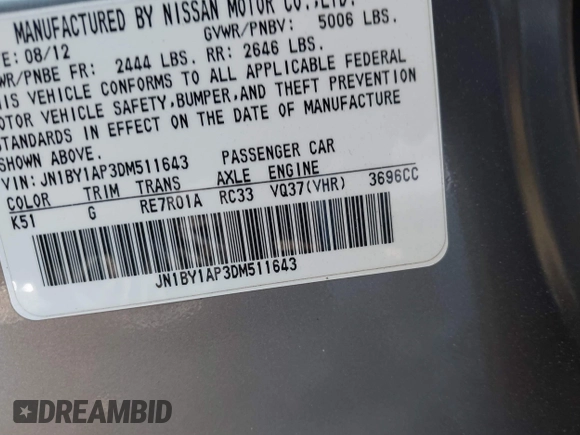 MANUFACTURED BY NISSAN MOTOR CO.,LTD.
E: 08/12 GVWR/PNBV: 5006 LBS.
WR/PNBE FR: 2444 LBS. RR: 2646 LBS.
HIS VEHICLE CONFORMS TO ALL APPLICABLE FEDERAL
OTOR VEHICLE SAFETY,BUMPER,AND THEFT PREVENTION
STANDARDS IN EFFECT ON THE DATE OF MANUFACTURE
SHOWN ABOVE.
VIN: JN1BY1AP3DM511643 PASSENGER CAR
COLOR TRIM TRANS AXLE ENGINE
K51 G RE7R01A RC33 VQ37(VHR) 3696CC
JN1BY1AP3DM511643
DREAMBID